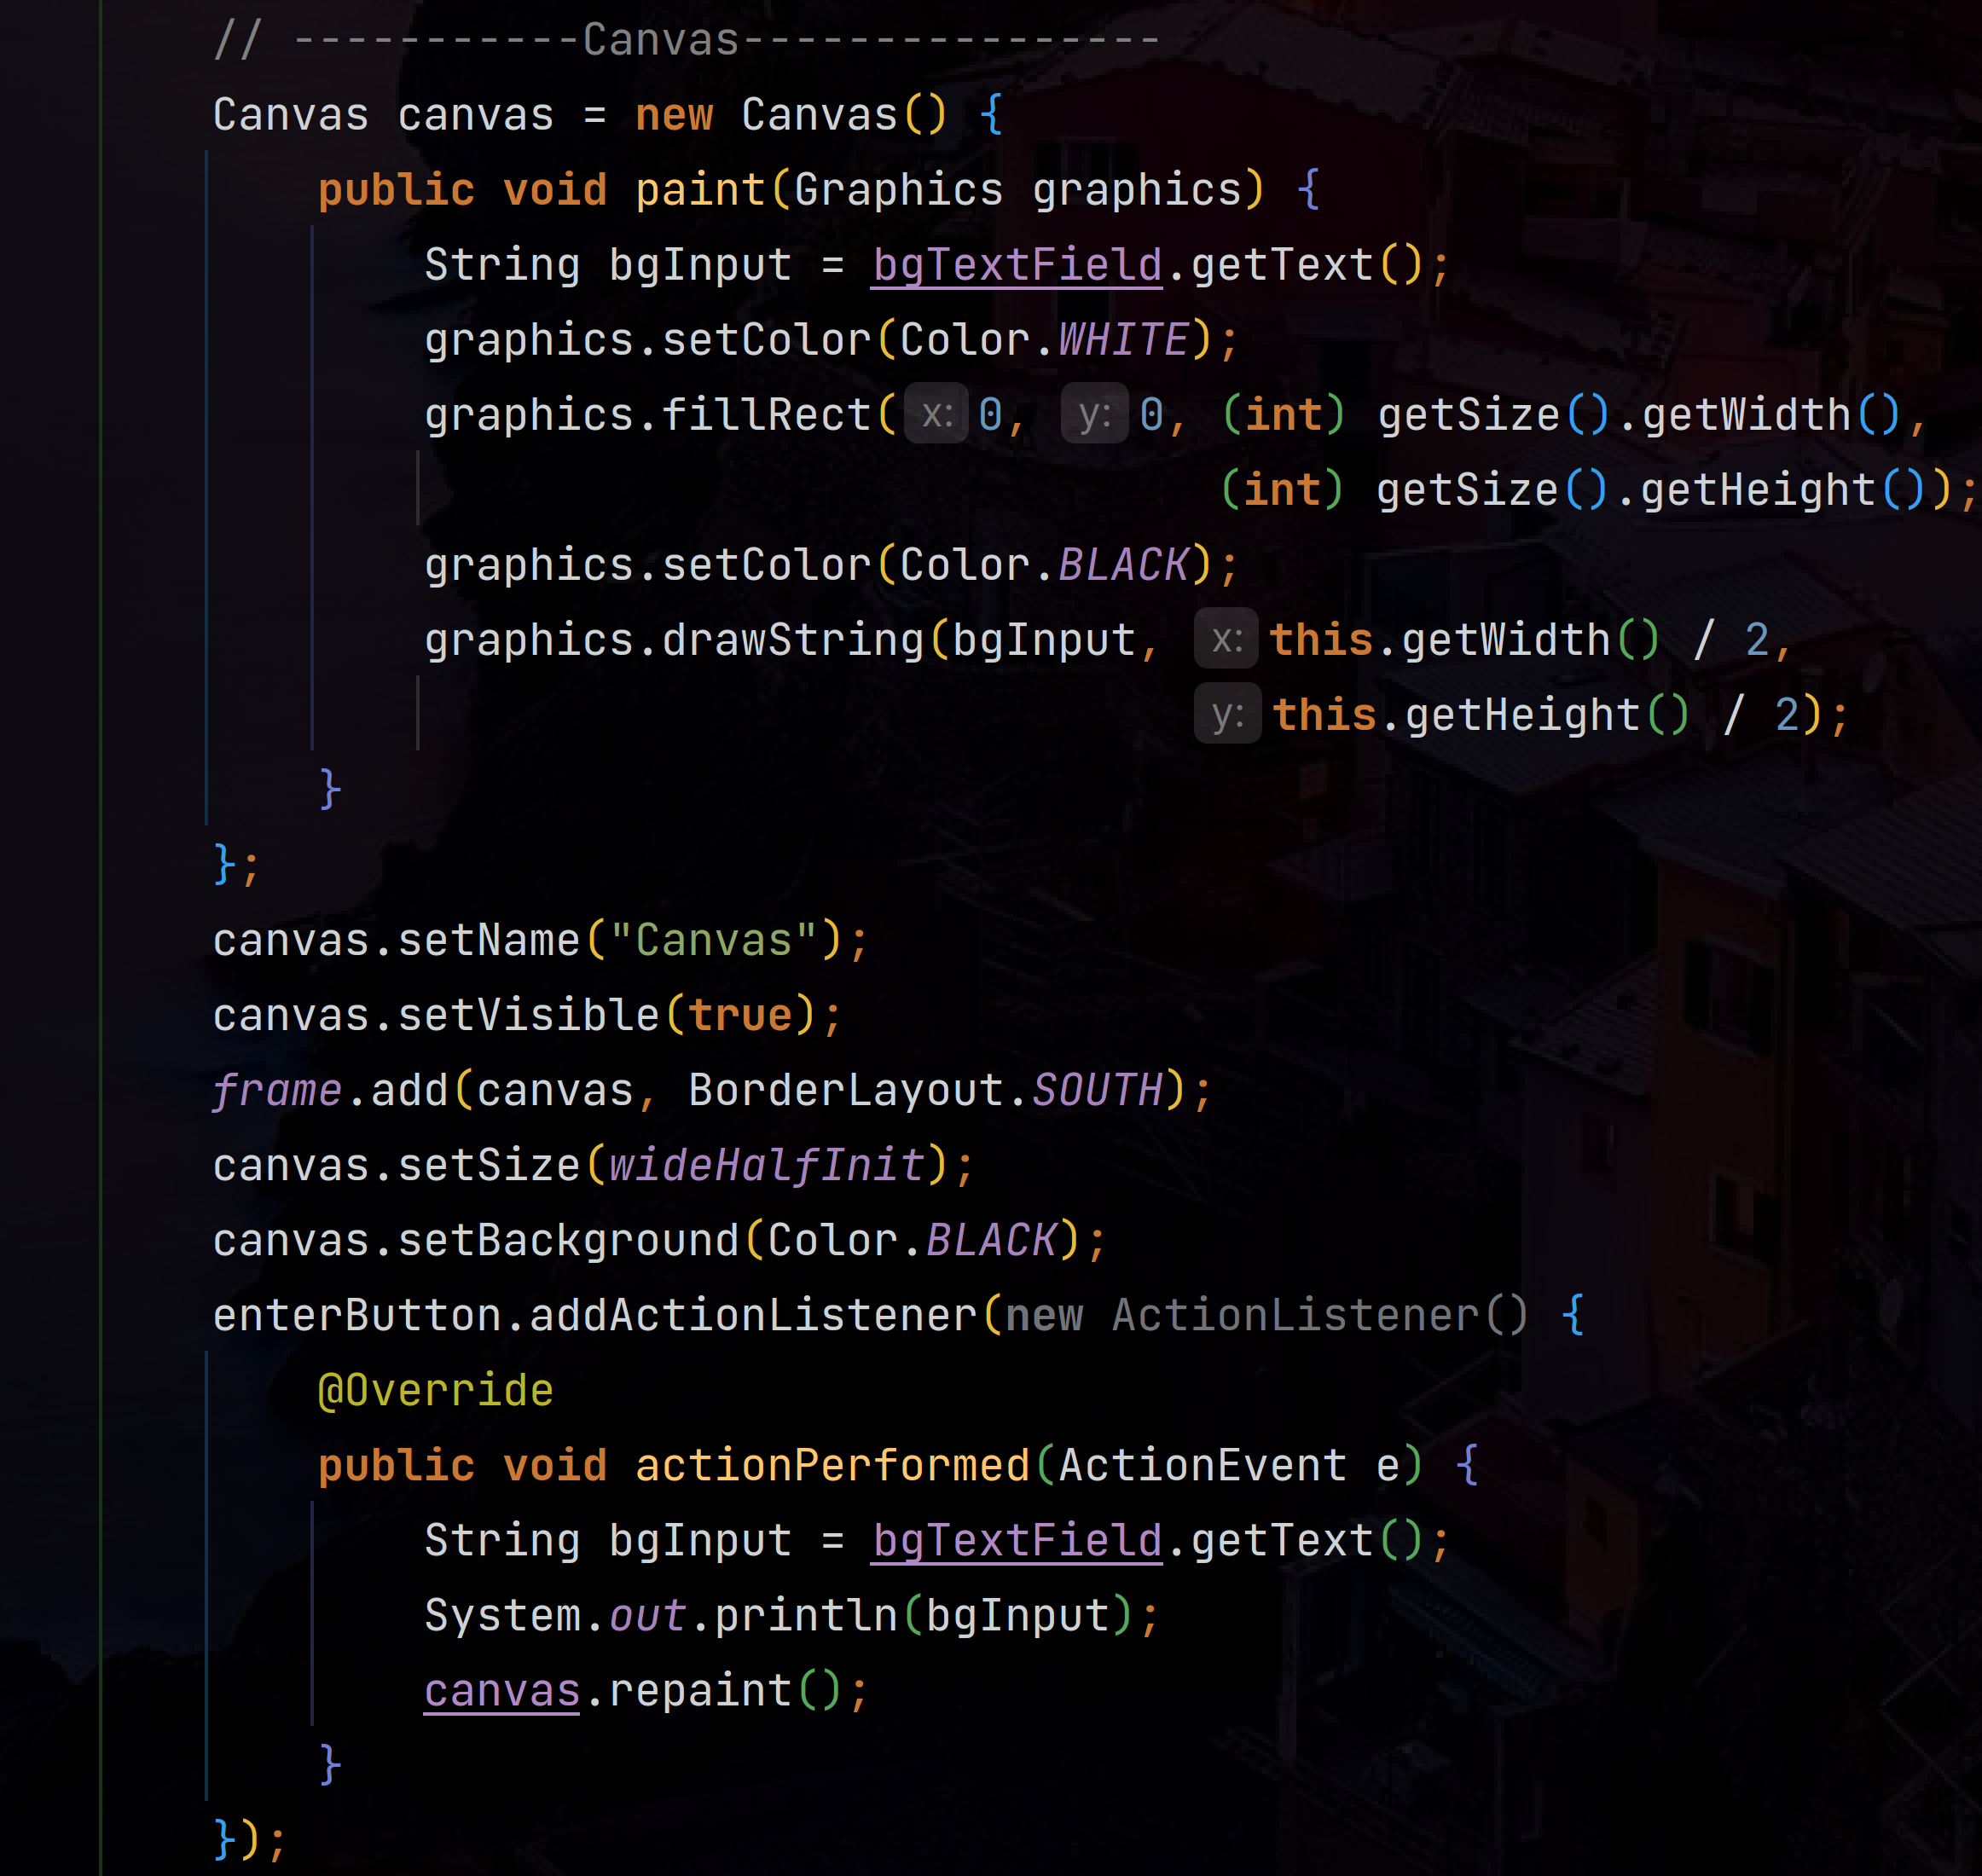 // -----------Canvas----------------
Canvas canvas = new Canvas() {
    public void paint(Graphics graphics) {
        String bgInput = bgTextField.getText();
        graphics.setColor(Color.WHITE);
        graphics.fillRect( x: 0, y: 0, (int) getSize().getWidth(),
                                      (int) getSize().getHeight());
        graphics.setColor(Color.BLACK);
        graphics.drawString(bgInput, x: this.getWidth() / 2,
                                     y: this.getHeight() / 2);
    }
};
canvas.setName("Canvas");
canvas.setVisible(true);
frame.add(canvas, BorderLayout.SOUTH);
canvas.setSize(wideHalfInit);
canvas.setBackground(Color.BLACK);
enterButton.addActionListener(new ActionListener() {
    @Override
    public void actionPerformed(ActionEvent e) {
        String bgInput = bgTextField.getText();
        System.out.println(bgInput);
        canvas.repaint();
    }
});